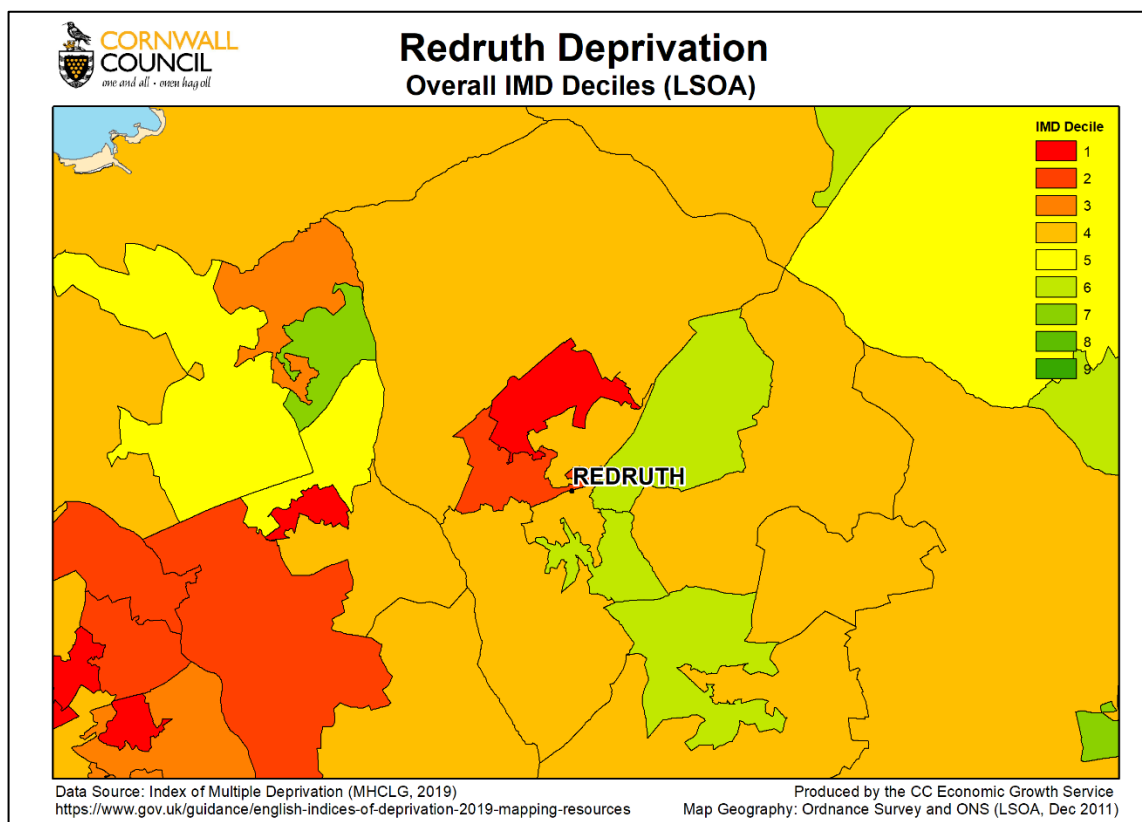 CORNWALL
COUNCIL
one and all · onen hag oll
Redruth Deprivation
Overall IMD Deciles (LSOA)
IMD Decile
1
2
3
4
5
6
7
8
9
REDRUTH
Data Source: Index of Multiple Deprivation (MHCLG, 2019)
https://www.gov.uk/guidance/english-indices-of-deprivation-2019-mapping-resources
Produced by the CC Economic Growth Service
Map Geography: Ordnance Survey and ONS (LSOA, Dec 2011)